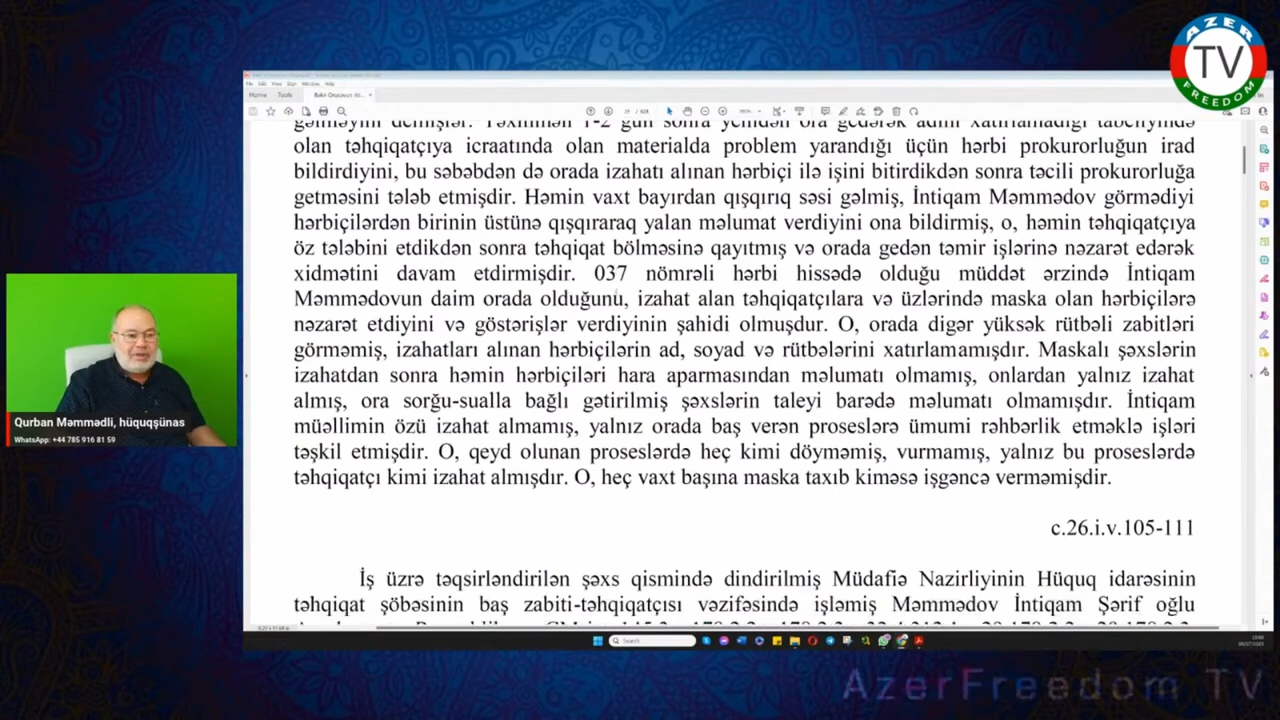 AZER
TV
FREEDOM
Home Tools
olan təhqiqatçıya icraatında olan materialda problem yarandığı üçün hərbi prokurorluğun irad
bildirdiyini, bu səbəbdən də orada izahatı alınan hərbiçi ilə işini bitirdikdən sonra təcili prokurorluğa
getməsini tələb etmişdir. Həmin vaxt bayırdan qışqırıq səsi gəlmiş, İntiqam Məmmədov görmədiyi
hərbiçilərdən birinin üstünə qışqıraraq yalan məlumat verdiyini ona bildirmiş, o, həmin təhqiqatçıya
öz tələbini etdikdən sonra təhqiqat bölməsinə qayıtmış və orada gedən təmir işlərinə nəzarət edərək
xidmətini davam etdirmişdir. 037 nömrəli hərbi hissədə olduğu müddət ərzində İntiqam
Məmmədovun daim orada olduğunu, izahat alan təhqiqatçılara və üzlərində maska olan hərbiçilərə
nəzarət etdiyini və göstərişlər verdiyinin şahidi olmuşdur. O, orada digər yüksək rütbəli zabitləri
görməmiş, izahatları alınan hərbiçilərin ad, soyad və rütbələrini xatırlamamışdır. Maskalı şəxslərin
izahatdan sonra həmin hərbiçiləri hara aparmasından məlumatı olmamış, onlardan yalnız izahat
almış, ora sorğu-sualla bağlı gətirilmiş şəxslərin taleyi barədə məlumatı olmamışdır. İntiqam
müəllimin özü izahat almamış, yalnız orada baş verən proseslərə ümumi rəhbərlik etməklə işləri
təşkil etmişdir. O, qeyd olunan proseslərdə heç kimi döyməmiş, vurmamış, yalnız bu proseslərdə
təhqiqatçı kimi izahat almışdır. O, heç vaxt başına maska taxıb kiməsə işgəncə verməmişdir.
c.26.i.v.105-111
İş üzrə təqsirləndirilən şəxs qismində dindirilmiş Müdafiə Nazirliyinin Hüquq idarəsinin
təhqiqat şöbəsinin baş zabiti-təhqiqatçısı vəzifəsində işləmiş Məmmədov İntiqam Şərif oğlu
Qurban Məmmədli, hüquqşünas
WhatsApp: +44 785 916 81 59
Search
AzerFreedom TV